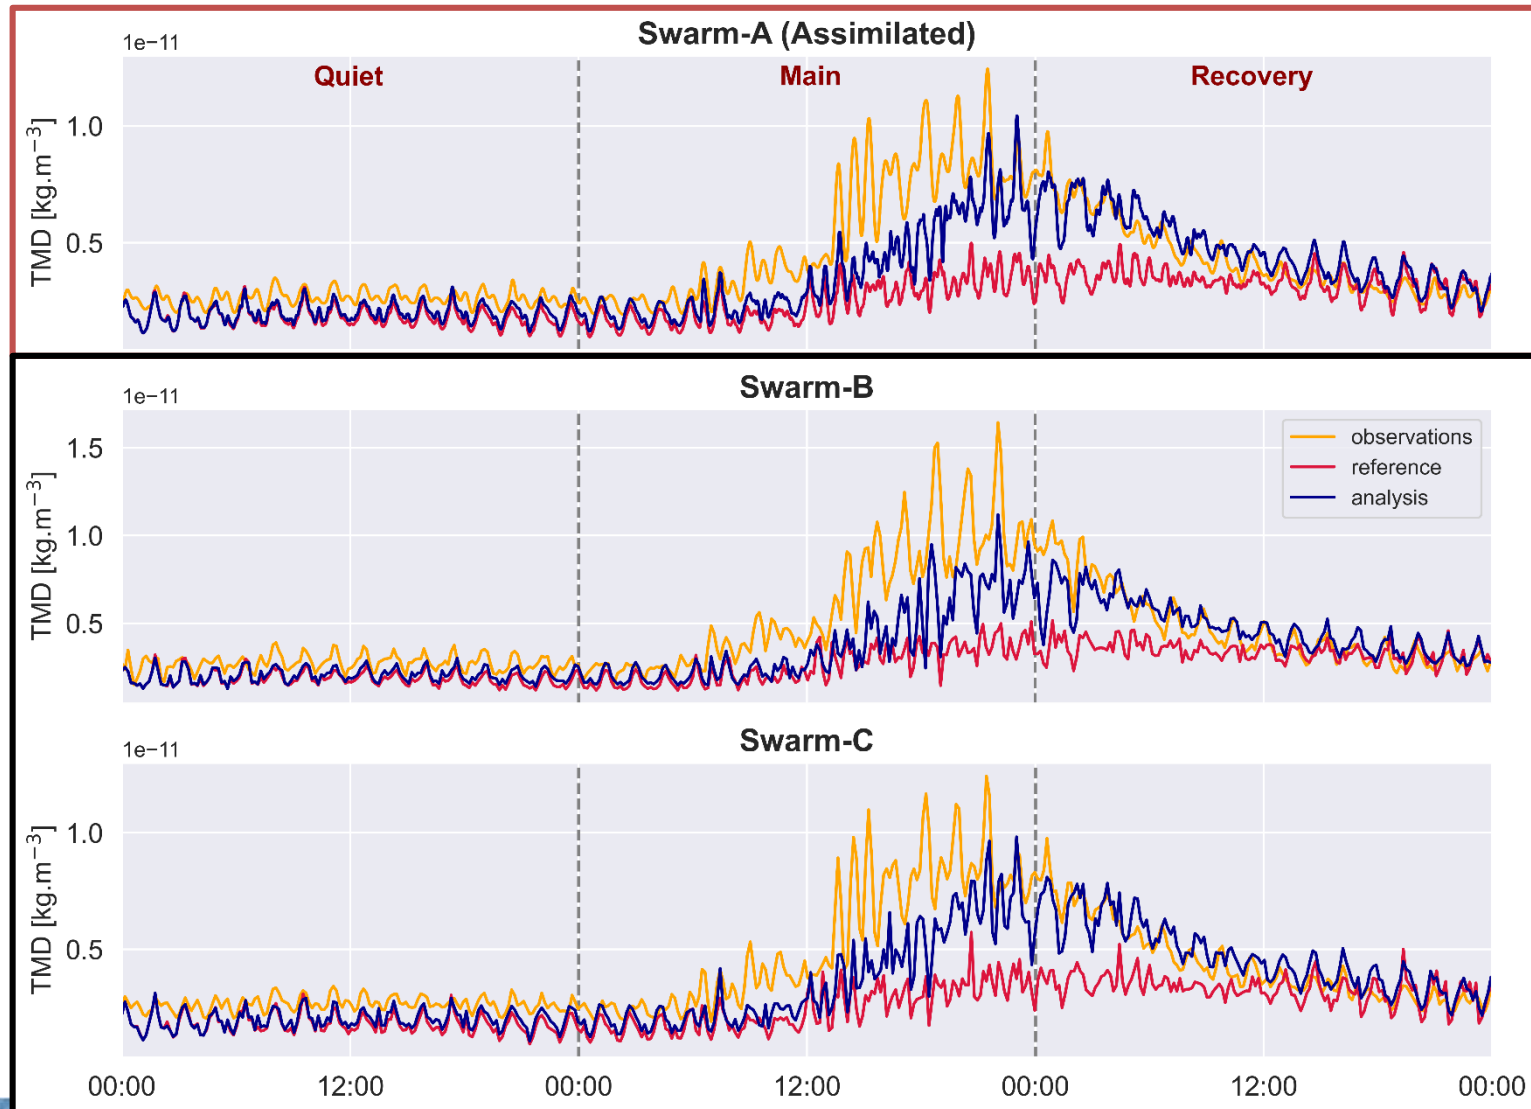 Swarm-A (Assimilated)
1e−11
Quiet Main Recovery
TMD [kg.m⁻³]
1.0
0.5
Swarm-B
1e−11
TMD [kg.m⁻³]
1.5
1.0
0.5
observations
reference
analysis
Swarm-C
1e−11
TMD [kg.m⁻³]
1.0
0.5
00:00 12:00 00:00 12:00 00:00 12:00 00:00